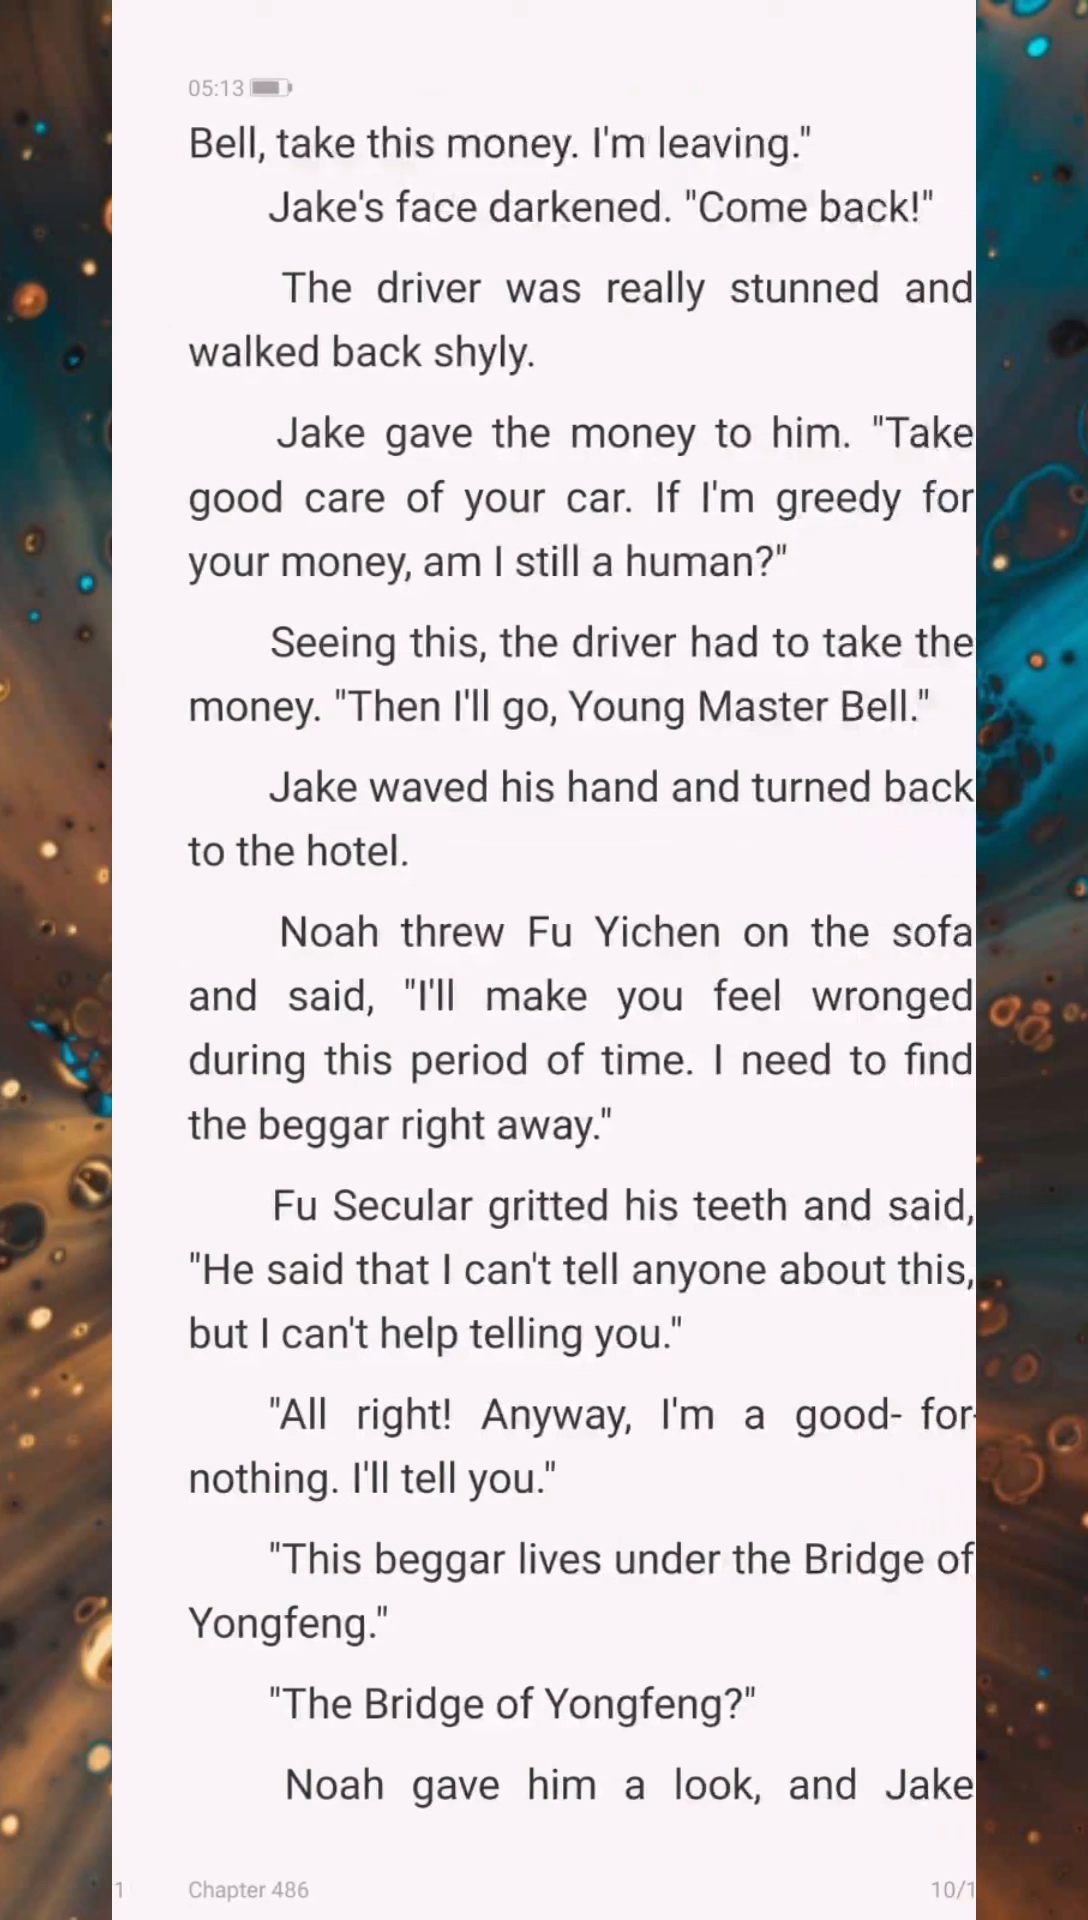 05:13
Bell, take this money. I'm leaving."
Jake's face darkened. "Come back!"
The driver was really stunned and
walked back shyly.
Jake gave the money to him. "Take
good care of your car. If I'm greedy for
your money, am I still a human?"
Seeing this, the driver had to take the
money. "Then I'll go, Young Master Bell."
Jake waved his hand and turned back
to the hotel.
Noah threw Fu Yichen on the sofa
and said, "I'll make you feel wronged
during this period of time. I need to find
the beggar right away."
Fu Secular gritted his teeth and said,
"He said that I can't tell anyone about this,
but I can't help telling you."
"All right! Anyway, I'm a good- for-
nothing. I'll tell you."
"This beggar lives under the Bridge of
Yongfeng."
"The Bridge of Yongfeng?"
Noah gave him a look, and Jake
1 Chapter 486 10/1